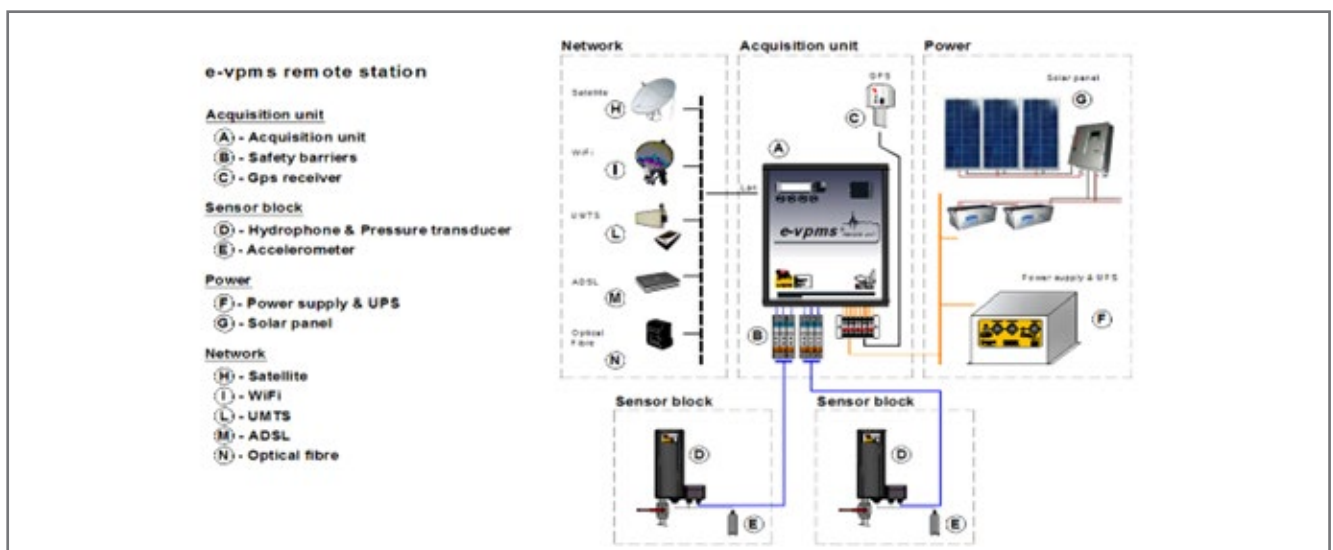 e-vpms remote station
Acquisition unit
A - Acquisition unit
B - Safety barriers
C - Gps receiver
Sensor block
D - Hydrophone & Pressure transducer
E - Accelerometer
Power
F - Power supply & UPS
G - Solar panel
Network
H - Satellite
I - WiFi
L - UMTS
M - ADSL
N - Optical fibre
Network
Satellite
H
WiFi
I
UMTS
L
ADSL
M
Optical
Fibre
N
Acquisition unit
GPS
C
A
Lan
e-vpms
B
Power
Solar panel
G
Power supply & UPS
F
Sensor block
D
E
Sensor block
D
E